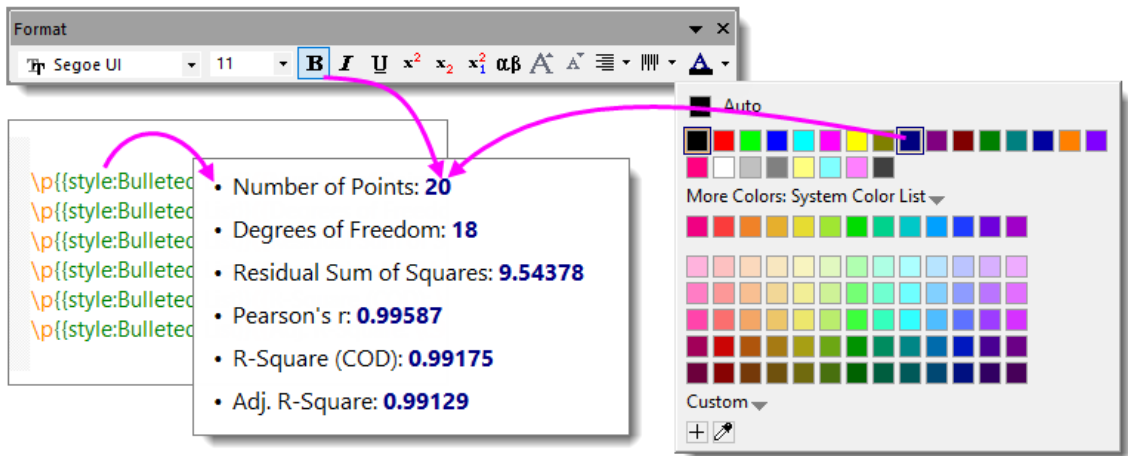 Format
Segoe UI 11 B I U x² x₂ x²₁ αβ A A A
Auto
More Colors: System Color List
Custom
\p{{style:Bulleted
\p{{style:Bulleted
\p{{style:Bulleted
\p{{style:Bulleted
\p{{style:Bulleted
\p{{style:Bulleted
• Number of Points: 20
• Degrees of Freedom: 18
• Residual Sum of Squares: 9.54378
• Pearson's r: 0.99587
• R-Square (COD): 0.99175
• Adj. R-Square: 0.99129